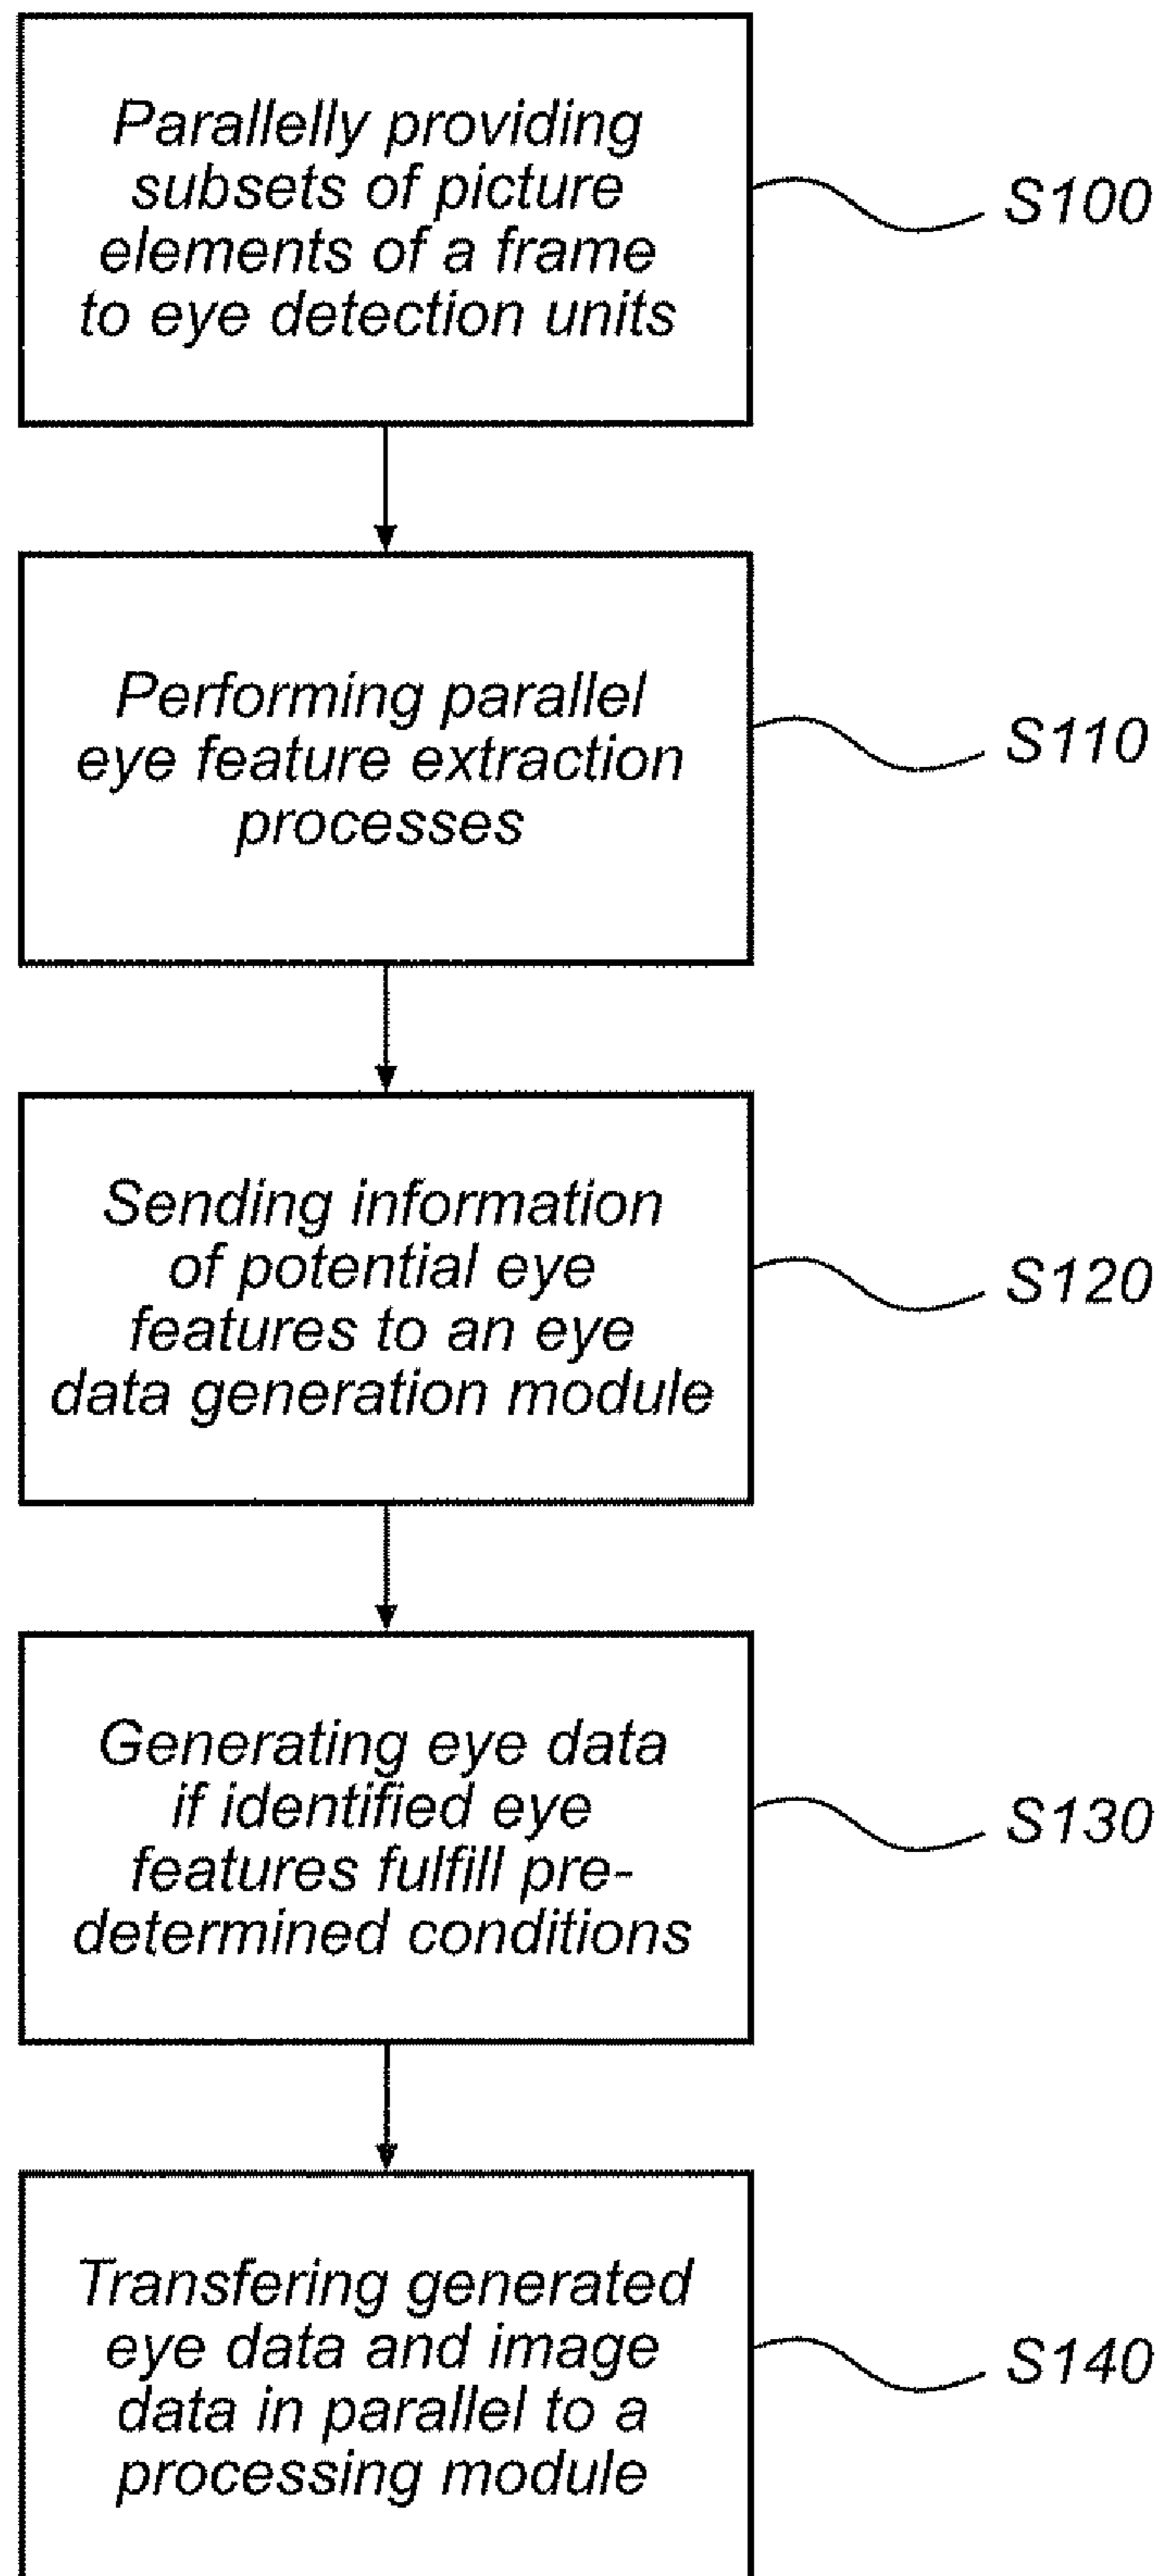 Parallelly providing
subsets of picture
elements of a frame
to eye detection units
S100
Performing parallel
eye feature extraction
processes
S110
Sending information
of potential eye
features to an eye
data generation module
S120
Generating eye data
if identified eye
features fulfill pre-
determined conditions
S130
Transfering generated
eye data and image
data in parallel to a
processing module
S140